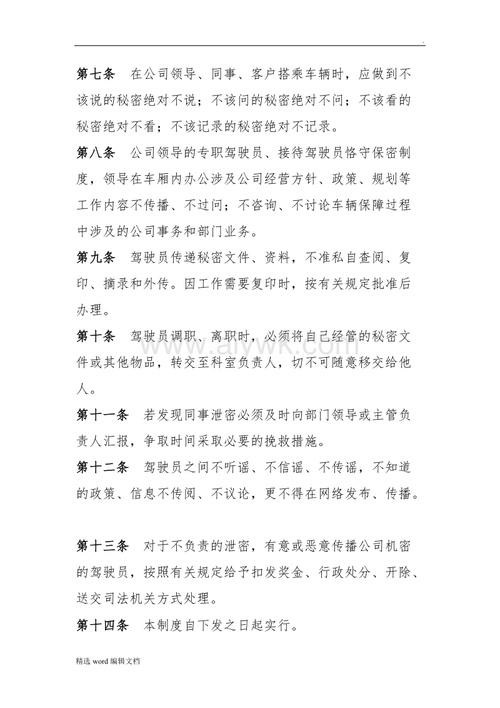 第七条　在公司领导、同事、客户搭乘车辆时，应做到不
该说的秘密绝对不说；不该问的秘密绝对不问；不该看的
秘密绝对不看；不该记录的秘密绝对不记录。
第八条　公司领导的专职驾驶员、接待驾驶员恪守保密制
度，领导在车厢内办公涉及公司经营方针、政策、规划等
工作内容不传播、不过问；不咨询、不讨论车辆保障过程
中涉及的公司事务和部门业务。
第九条　驾驶员传递秘密文件、资料，不准私自查阅、复
印、摘录和外传。因工作需要复印时，按有关规定批准后
办理。
第十条　驾驶员调职、离职时，必须将自己经管的秘密文
件或其他物品，转交至科室负责人，切不可随意移交给他
人。
第十一条　若发现同事泄密必须及时向部门领导或主管负
责人汇报，争取时间采取必要的挽救措施。
第十二条　驾驶员之间不听谣、不信谣、不传谣，不知道
的政策、信息不传阅、不议论，更不得在网络发布、传播。
第十三条　对于不负责的泄密，有意或恶意传播公司机密
的驾驶员，按照有关规定给予扣发奖金、行政处分、开除、
送交司法机关方式处理。
第十四条　本制度自下发之日起实行。
精选 word 编辑文档